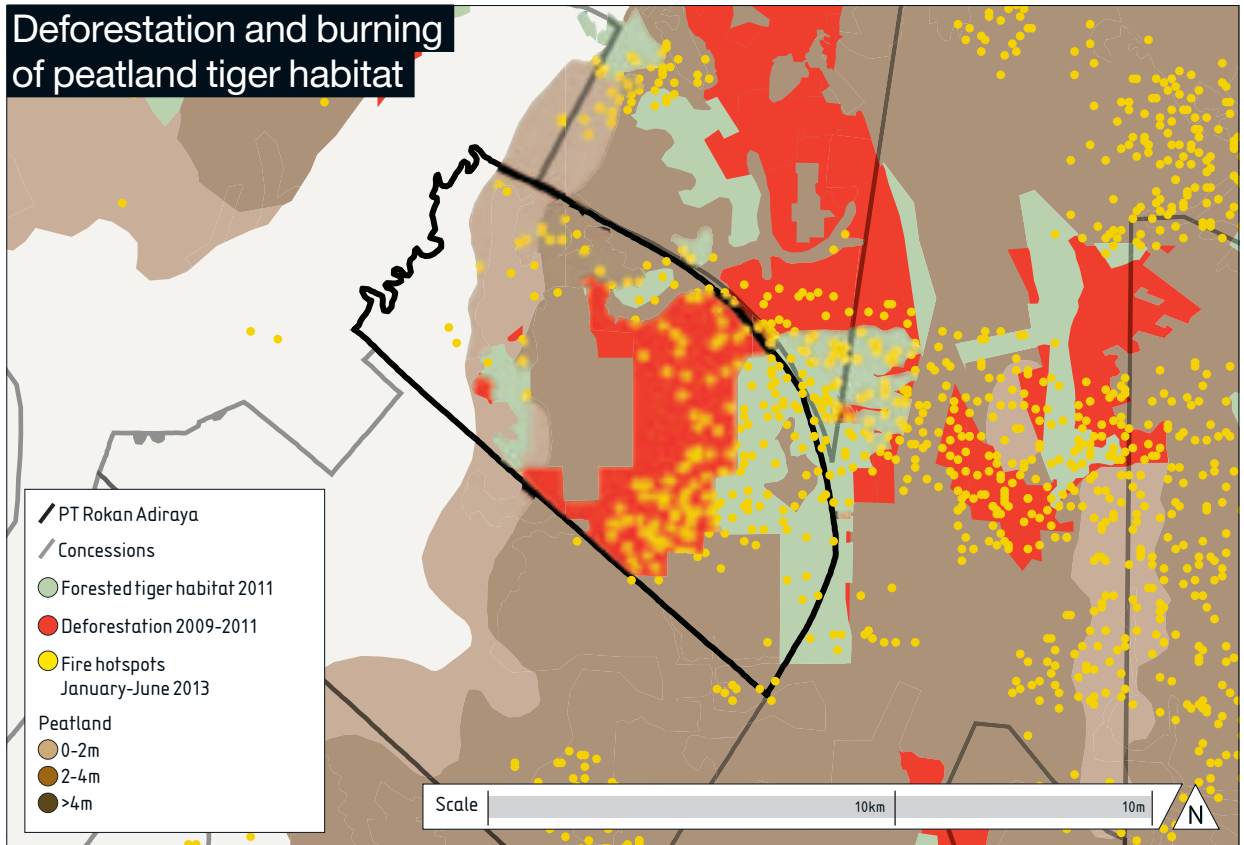 Deforestation and burning
of peatland tiger habitat
PT Rokan Adiraya
Concessions
Forested tiger habitat 2011
Deforestation 2009-2011
Fire hotspots
January-June 2013
Peatland
0-2m
2-4m
>4m
Scale
10km
10m
N